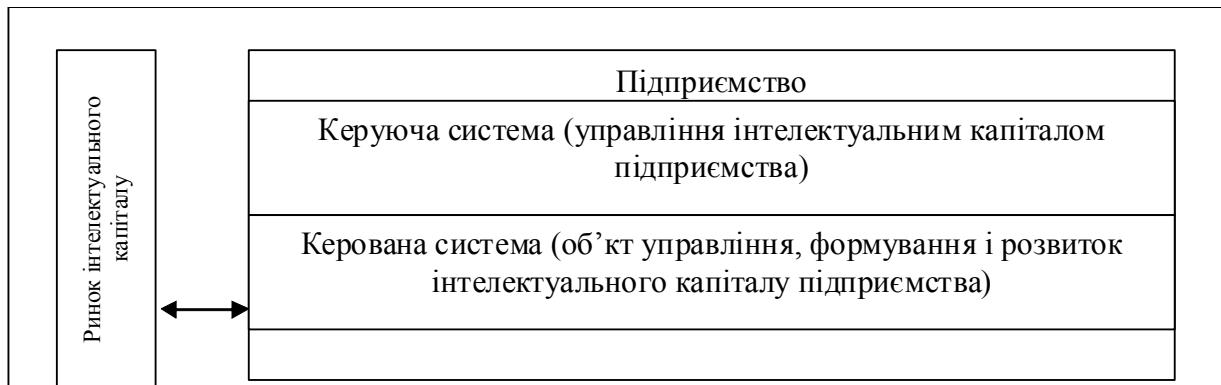 Ринок інтелектуального
капіталу
Підприємство
Керуюча система (управління інтелектуальним капіталом
підприємства)
Керована система (об’кт управління, формування і розвиток
інтелектуального капіталу підприємства)